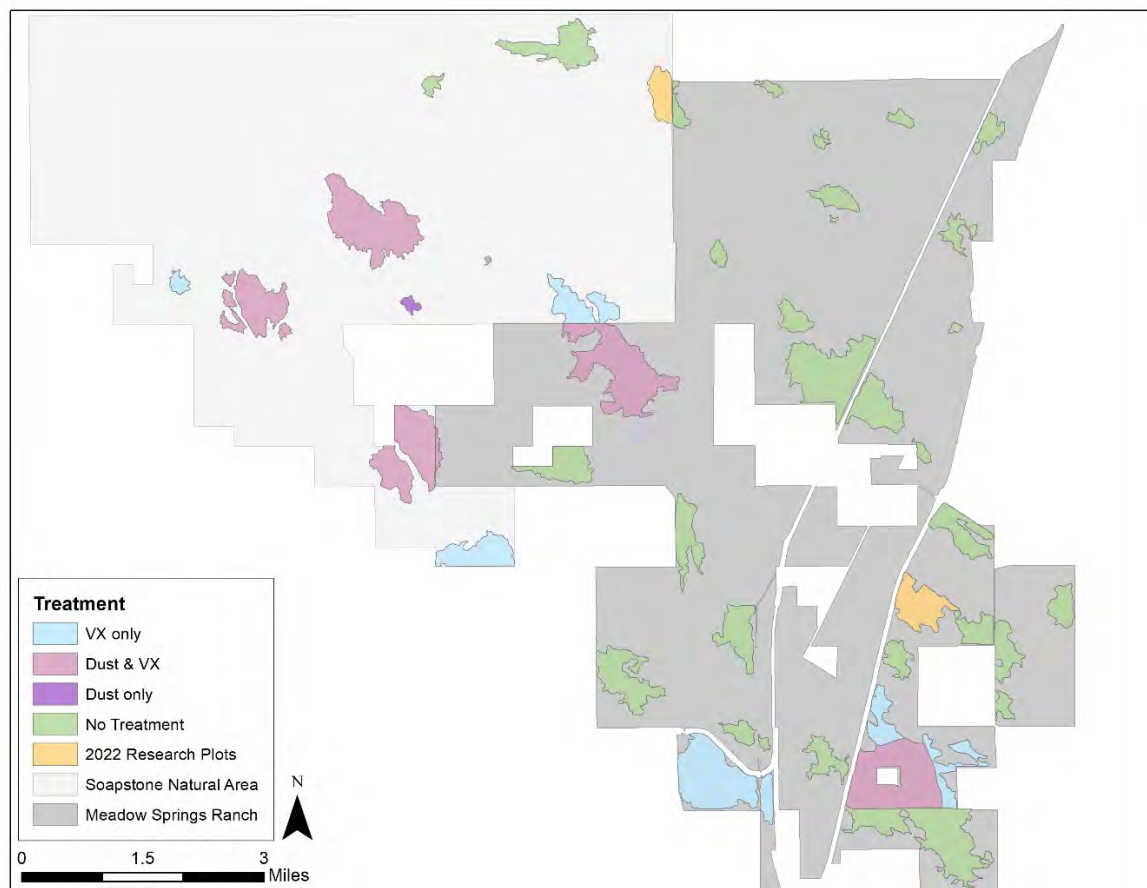 Treatment
VX only
Dust & VX
Dust only
No Treatment
2022 Research Plots
Soapstone Natural Area
Meadow Springs Ranch
N
0 1.5 3
Miles